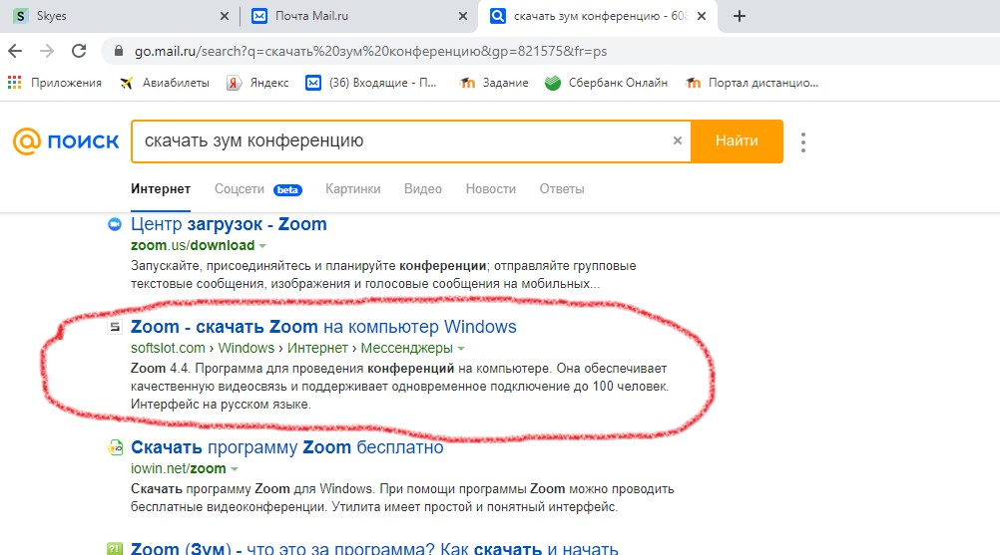 Skyes
Почта Mail.ru
скачать зум конференцию - 608
go.mail.ru/search?q=скачать%20зум%20конференцию&gp=821575&fr=ps
Приложения Авиабилеты Яндекс (36) Входящие - П... Задание Сбербанк Онлайн Портал дистанцио...
ПОИСК скачать зум конференцию Найти
Интернет Соцсети beta Картинки Видео Новости Ответы
Центр загрузок - Zoom
zoom.us/download
Запускайте, присоединяйтесь и планируйте конференции; отправляйте групповые
текстовые сообщения, изображения и голосовые сообщения на мобильных...
Zoom - скачать Zoom на компьютер Windows
softslot.com › Windows › Интернет › Мессенджеры
Zoom 4.4. Программа для проведения конференций на компьютере. Она обеспечивает
качественную видеосвязь и поддерживает одновременное подключение до 100 человек.
Интерфейс на русском языке.
Скачать программу Zoom бесплатно
iowin.net/zoom
Скачать программу Zoom для Windows. При помощи программы Zoom можно проводить
бесплатные видеоконференции. Утилита имеет простой и понятный интерфейс.
Zoom (Зум) - что это за программа? Как скачать и начать